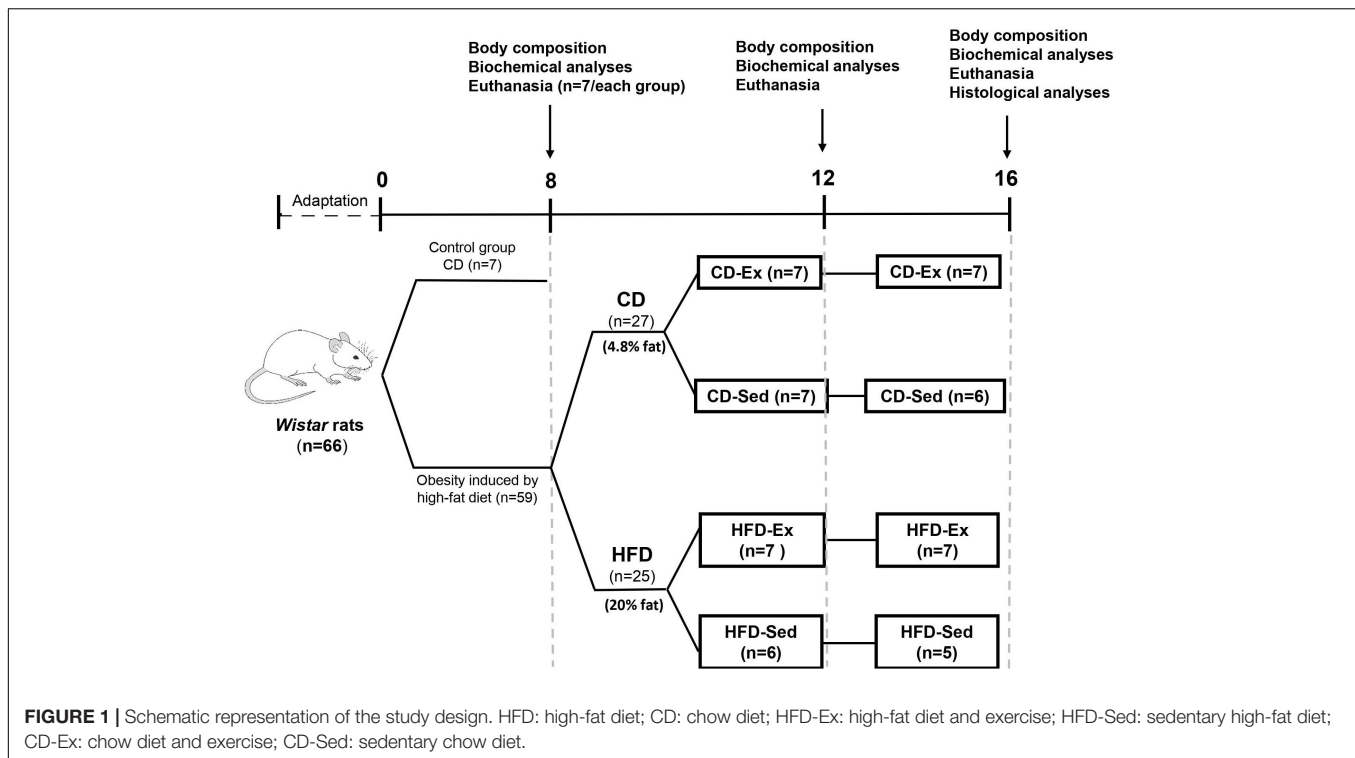 Body composition
Biochemical analyses
Euthanasia (n=7/each group)
Body composition
Biochemical analyses
Euthanasia
Body composition
Biochemical analyses
Euthanasia
Histological analyses
0
8
12
16
Adaptation
Control group
CD (n=7)
Wistar rats
(n=66)
Obesity induced by
high-fat diet (n=59)
CD
(n=27)
(4.8% fat)
HFD
(n=25)
(20% fat)
CD-Ex (n=7)
CD-Ex (n=7)
CD-Sed (n=7)
CD-Sed (n=6)
HFD-Ex
(n=7 )
HFD-Ex
(n=7)
HFD-Sed
(n=6)
HFD-Sed
(n=5)
FIGURE 1 | Schematic representation of the study design. HFD: high-fat diet; CD: chow diet; HFD-Ex: high-fat diet and exercise; HFD-Sed: sedentary high-fat diet;
CD-Ex: chow diet and exercise; CD-Sed: sedentary chow diet.